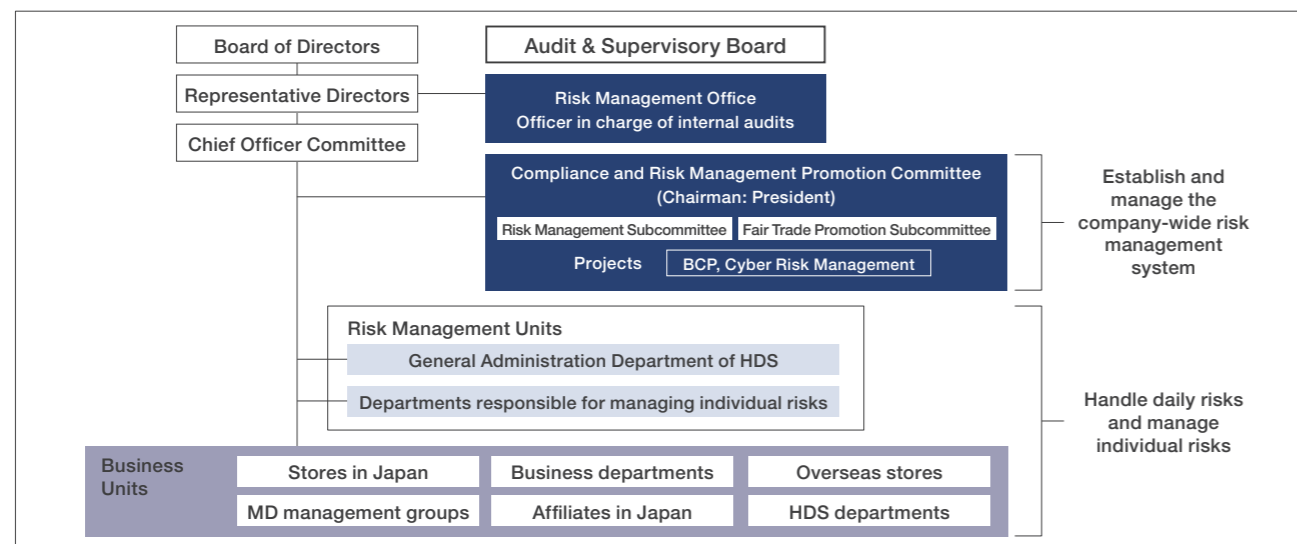 Board of Directors
Audit & Supervisory Board
Representative Directors
Risk Management Office
Officer in charge of internal audits
Chief Officer Committee
Compliance and Risk Management Promotion Committee
(Chairman: President)
Risk Management Subcommittee
Fair Trade Promotion Subcommittee
Projects
BCP, Cyber Risk Management
Establish and
manage the
company-wide risk
management
system
Risk Management Units
General Administration Department of HDS
Departments responsible for managing individual risks
Handle daily risks
and manage
individual risks
Business
Units
Stores in Japan
Business departments
Overseas stores
MD management groups
Affiliates in Japan
HDS departments